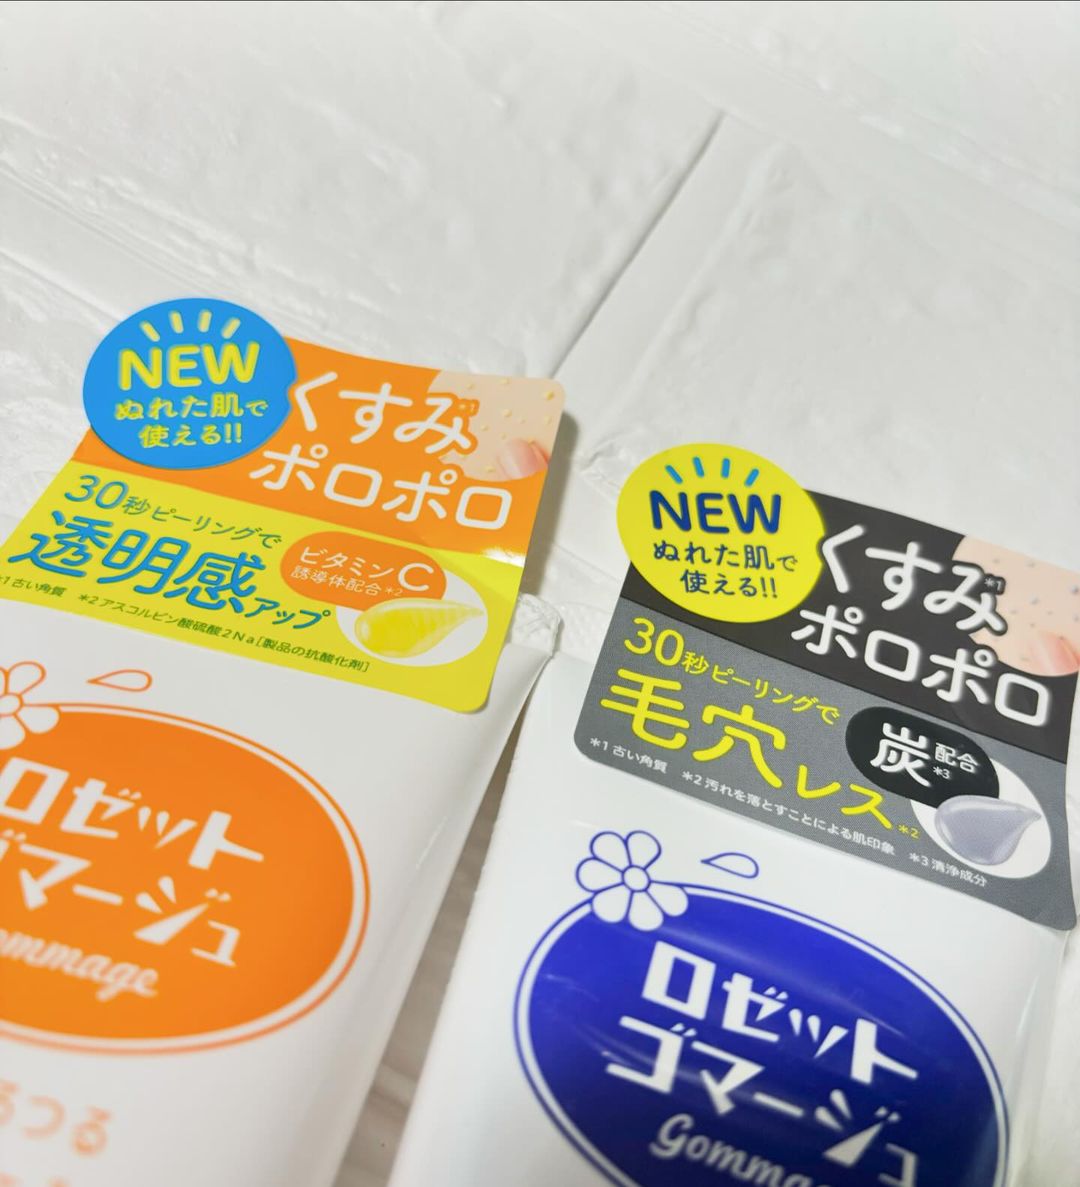 NEW
ぬれた肌で
使える!!
くすみ*1
ポロポロ
30秒ピーリングで
透明感アップ
ビタミンC
誘導体配合*2
*1 古い角質 *2 アスコルビン酸硫酸2Na[製品の抗酸化剤]
ロゼット
ゴマージュ
Gommage
るつる
NEW
ぬれた肌で
使える!!
くすみ*1
ポロポロ
30秒ピーリングで
毛穴レス*2
炭配合*3
*1 古い角質 *2 汚れを落とすことによる肌印象 *3 清浄成分
ロゼット
ゴマージュ
Gommage